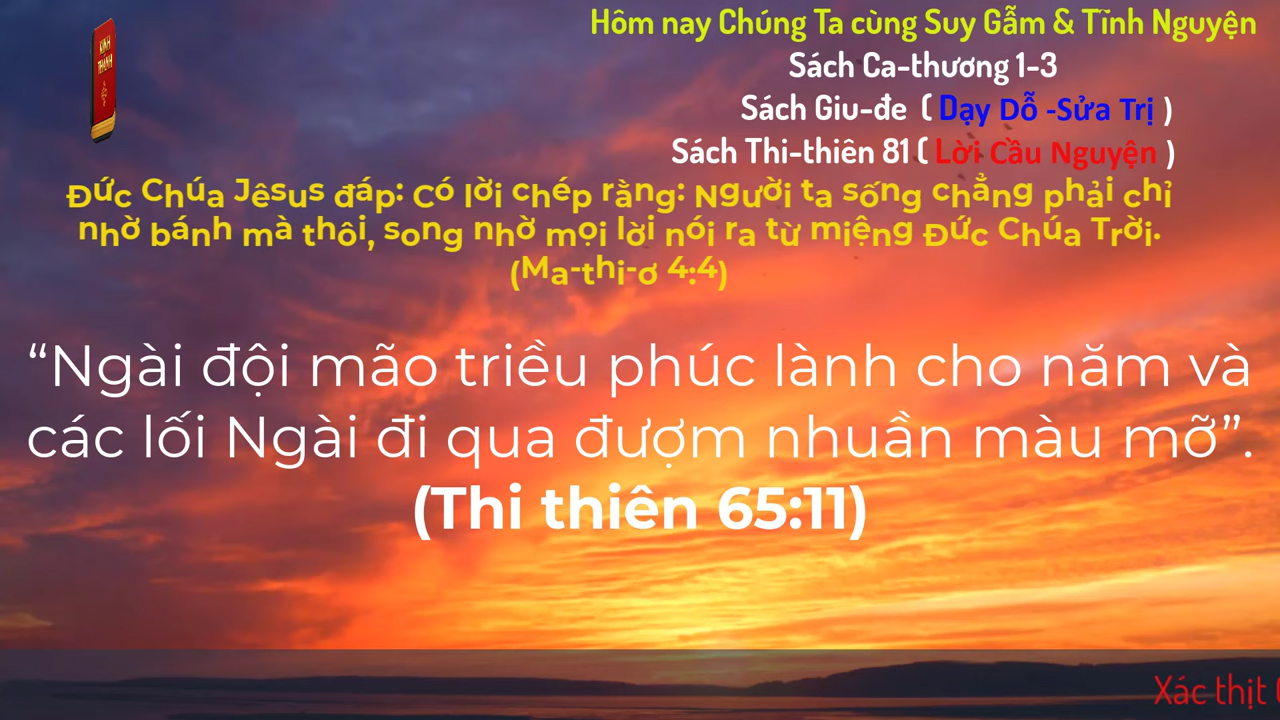 KINH
THÁNH
Hôm nay Chúng Ta cùng Suy Gẫm & Tĩnh Nguyện
Sách Ca-thương 1-3
Sách Giu-đe ( Dạy Dỗ -Sửa Trị )
Sách Thi-thiên 81 ( Lời Cầu Nguyện )
Đức Chúa Jêsus đáp: Có lời chép rằng: Người ta sống chẳng phải chỉ
nhờ bánh mà thôi, song nhờ mọi lời nói ra từ miệng Đức Chúa Trời.
(Ma-thi-ơ 4:4)
“Ngài đội mão triều phúc lành cho năm và
các lối Ngài đi qua đượm nhuần màu mỡ”.
(Thi thiên 65:11)
Xác thịt